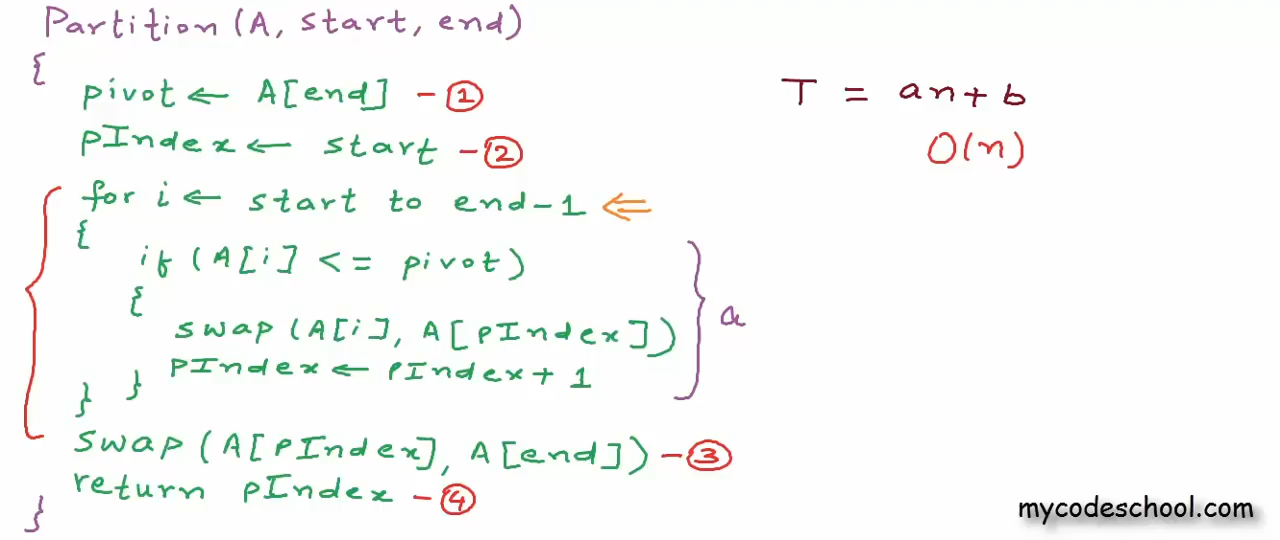 Partition (A, start, end)
{
pivot ← A[end] - ①
T = an + b
pIndex ← start - ②
O(n)
for i ← start to end-1 ⇐
{
if (A[i] <= pivot)
{
swap (A[i], A[pIndex])
a
pIndex ← pIndex + 1
} }
swap (A[pIndex], A[end]) - ③
return pIndex - ④
}
mycodeschool.com